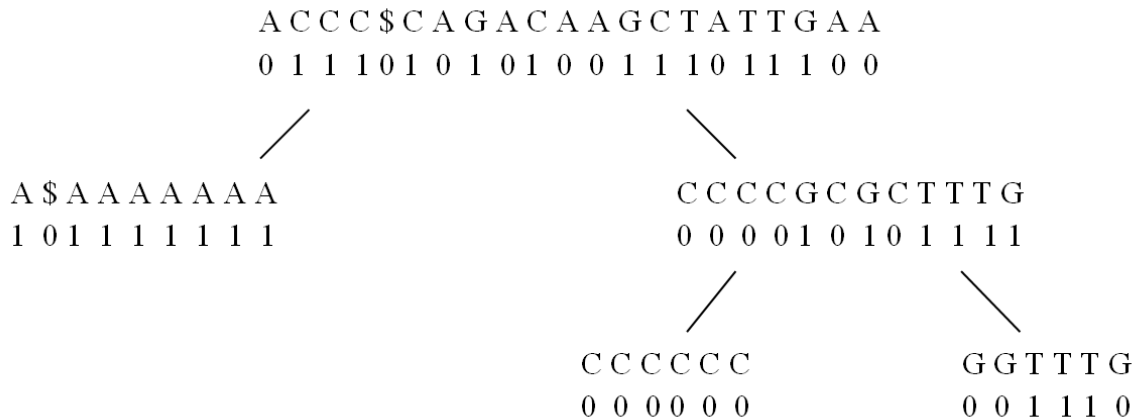 A C C C $ C A G A C A A G C T A T T G A A
0 1 1 1 0 1 0 1 0 1 0 0 1 1 1 0 1 1 1 0 0
A $ A A A A A A A
1 0 1 1 1 1 1 1 1
C C C C G C G C T T T G
0 0 0 0 1 0 1 0 1 1 1 1
C C C C C C
0 0 0 0 0 0
G G T T T G
0 0 1 1 1 0